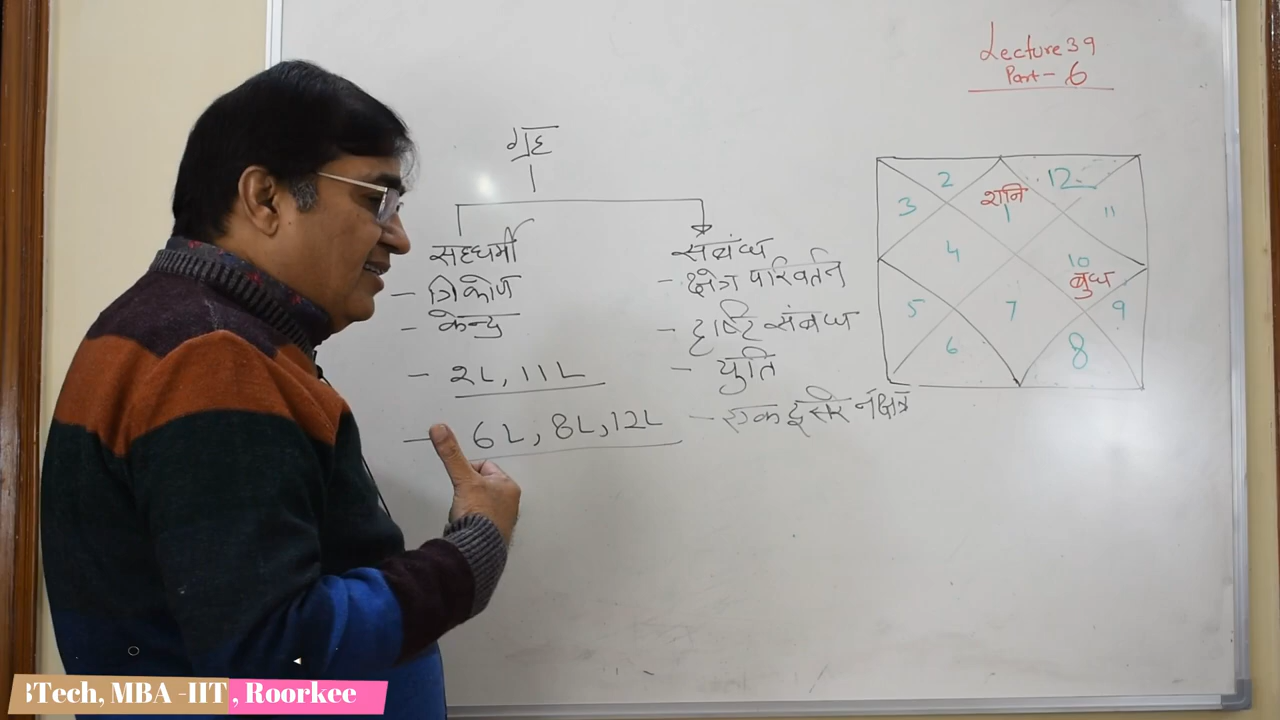 Lecture 39
Part - 6
ग्रह
सहधर्मी
- त्रिकोण
- केन्द्र
- 2L, 11L
- 6L, 8L, 12L
संबंध
- क्षेत्र परिवर्तन
- दृष्टि संबंध
- युति
- एक दूसरे नक्षत्र
2
शनि
12
3
1
11
4
10
बुध
5
7
9
6
8
BTech, MBA -IIT , Roorkee